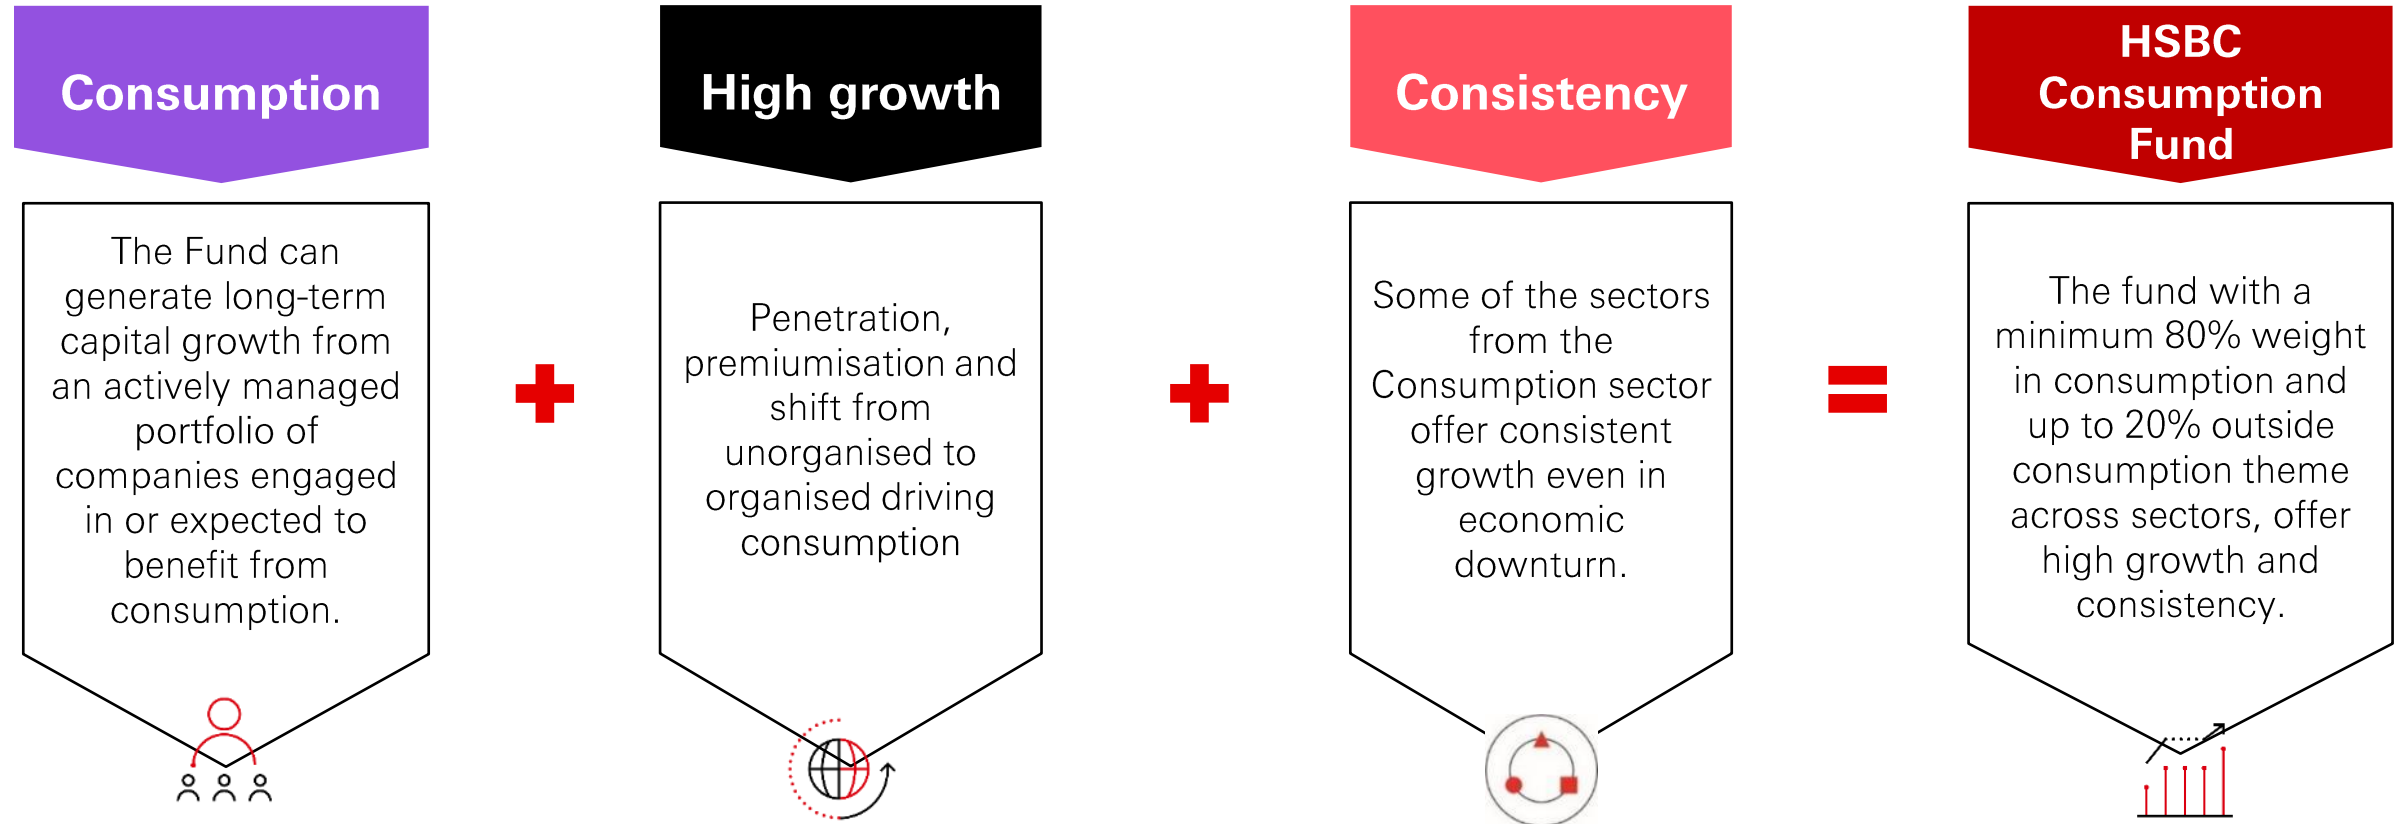 Consumption
The Fund can
generate long-term
capital growth from
an actively managed
portfolio of
companies engaged
in or expected to
benefit from
consumption.
High growth
Penetration,
premiumisation and
shift from
unorganised to
organised driving
consumption
Consistency
Some of the sectors
from the
Consumption sector
offer consistent
growth even in
economic
downturn.
HSBC
Consumption
Fund
The fund with a
minimum 80% weight
in consumption and
up to 20% outside
consumption theme
across sectors, offer
high growth and
consistency.